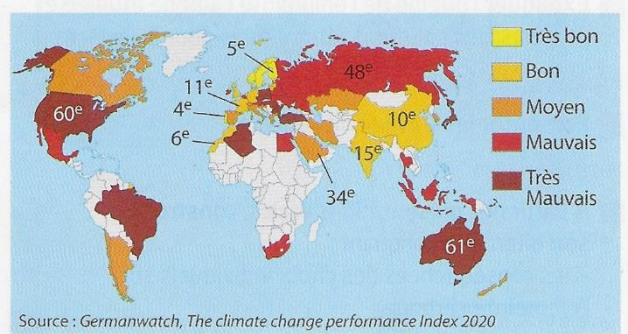 Très bon
Bon
Moyen
Mauvais
Très
Mauvais
5e
48e
11e
60e
4e
10e
6e
15e
34e
61e
Source : Germanwatch, The climate change performance Index 2020